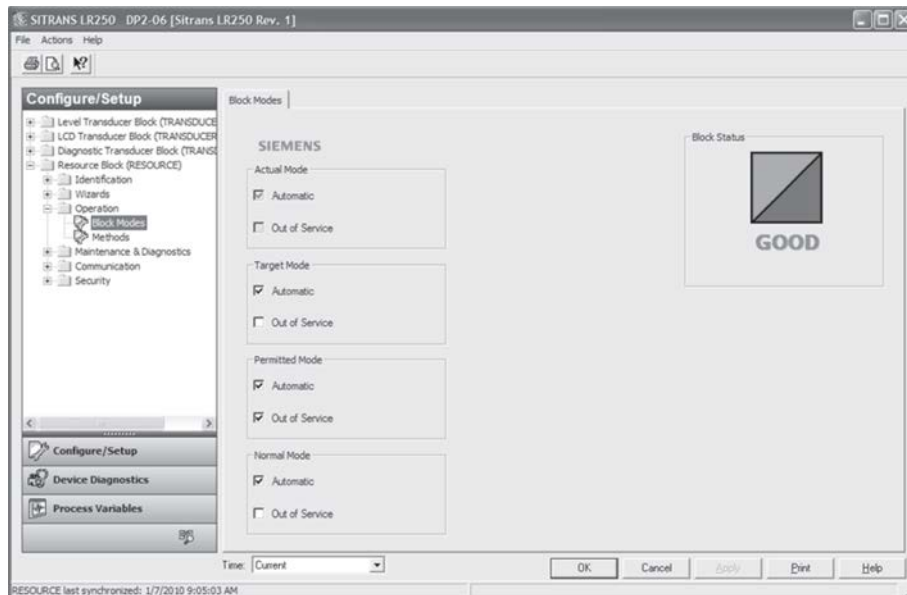 SITRANS LR250 DP2-06 [Sitrans LR250 Rev. 1]
File Actions Help
Configure/Setup
Level Transducer Block (TRANSDUCE
LCD Transducer Block (TRANSDUCER
Diagnostic Transducer Block (TRANS
Resource Block (RESOURCE)
Identification
Wizards
Operation
Block Modes
Methods
Maintenance & Diagnostics
Communication
Security
Configure/Setup
Device Diagnostics
Process Variables
Block Modes
SIEMENS
Actual Mode
Automatic
Out of Service
Target Mode
Automatic
Out of Service
Permitted Mode
Automatic
Out of Service
Normal Mode
Automatic
Out of Service
Block Status
GOOD
Time: Current
OK Cancel Apply Print Help
RESOURCE last synchronized: 1/7/2010 9:05:03 AM